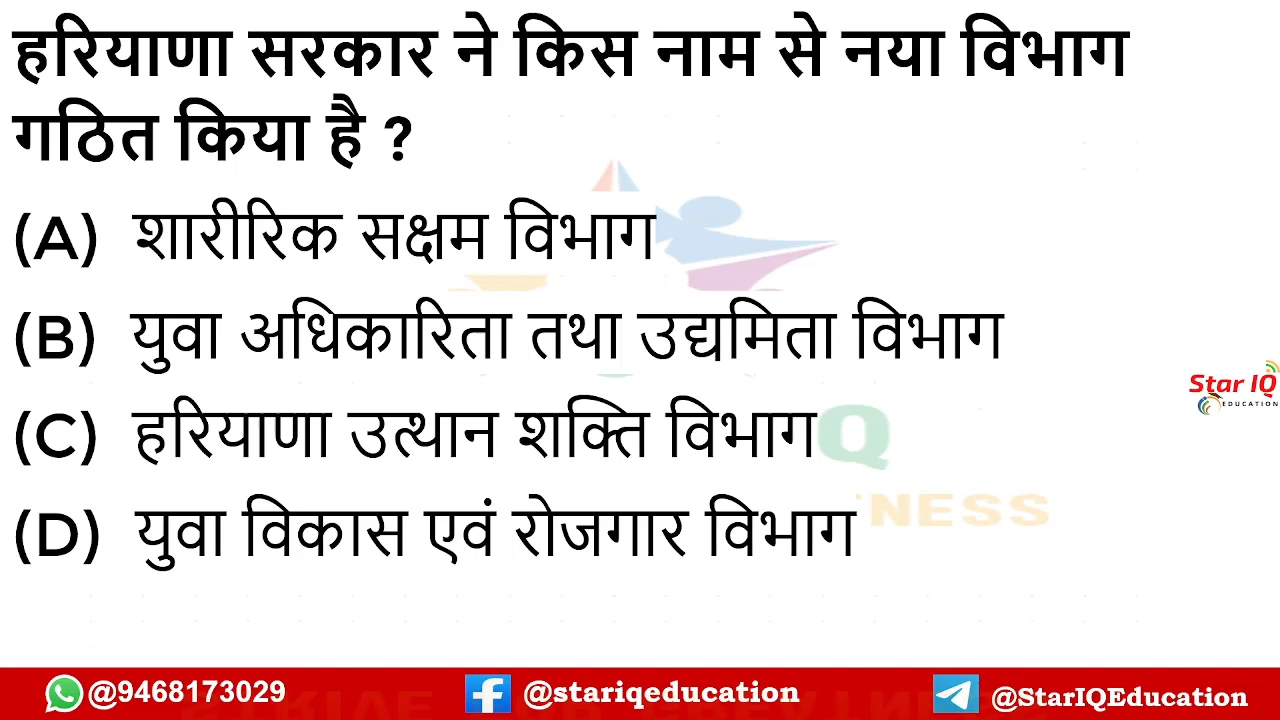 हरियाणा सरकार ने किस नाम से नया विभाग
गठित किया है ?
(A) शारीरिक सक्षम विभाग
(B) युवा अधिकारिता तथा उद्यमिता विभाग
(C) हरियाणा उत्थान शक्ति विभाग
(D) युवा विकास एवं रोजगार विभाग
Q
NESS
Star IQ
EDUCATION
@9468173029 @stariqeducation @StarIQEducation